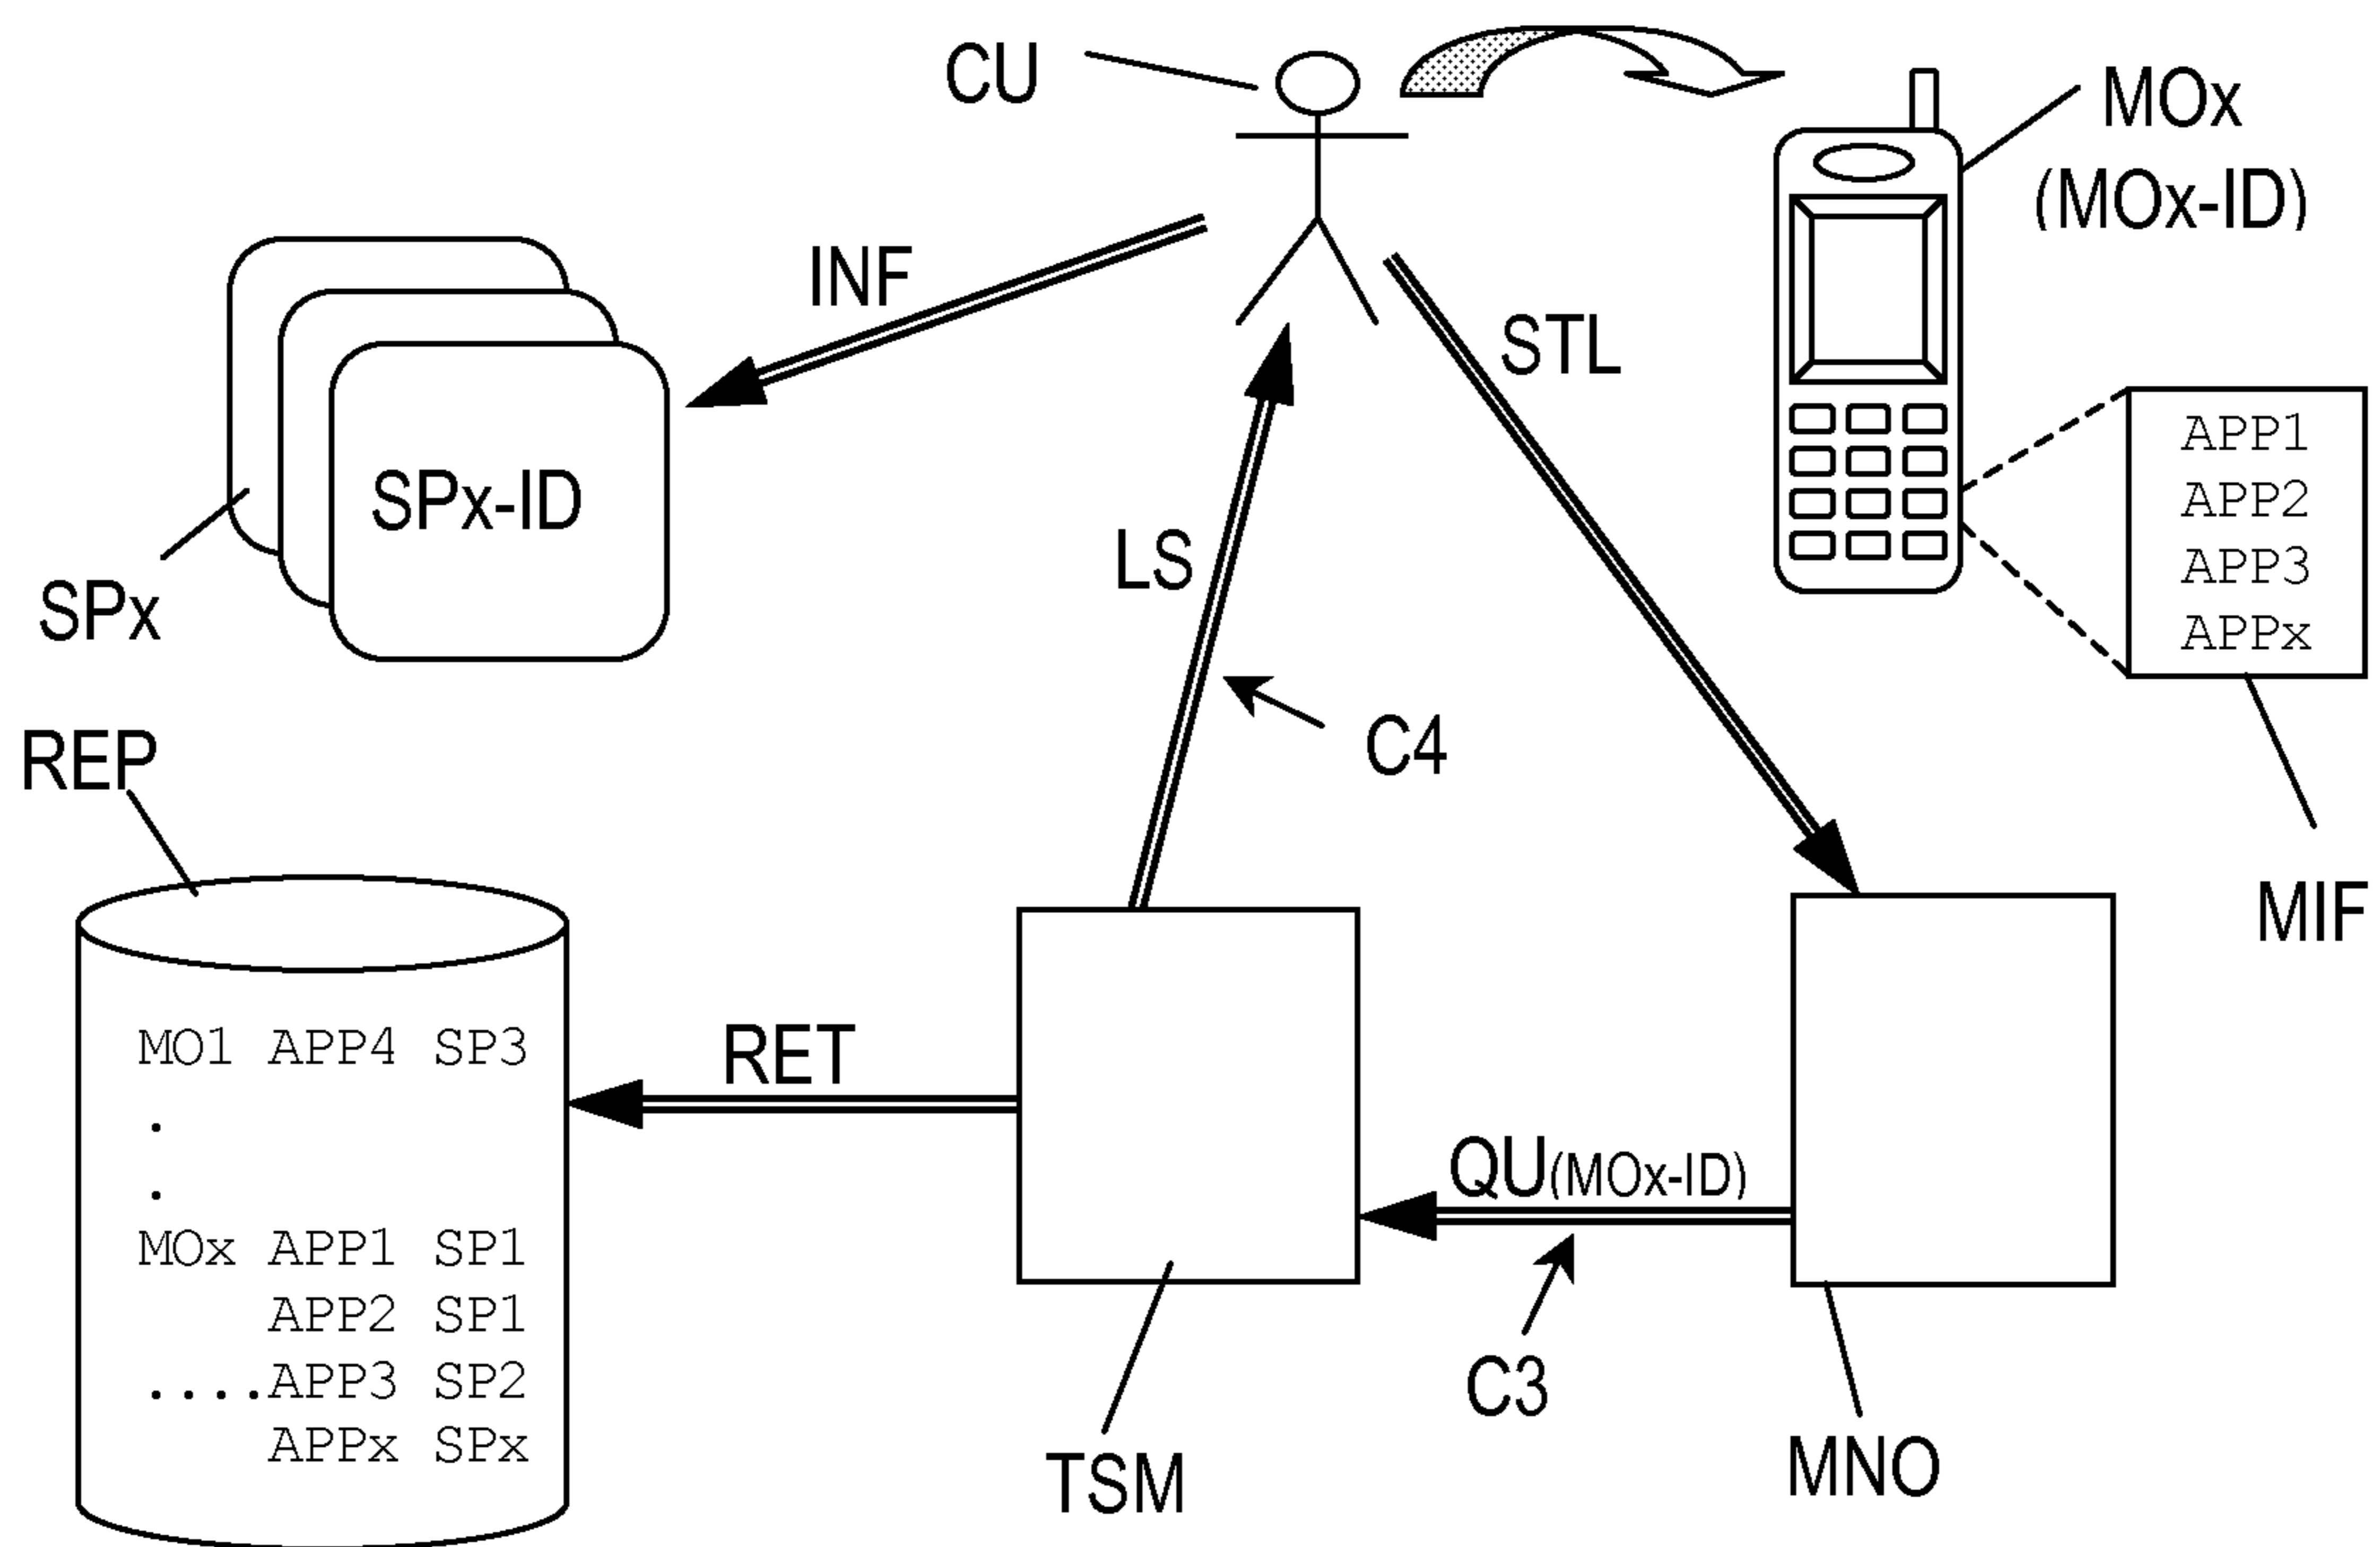 CU
MOx
(MOx-ID)
INF
STL
SPx-ID
SPx
LS
APP1
APP2
APP3
APPx
C4
REP
MIF
MO1 APP4 SP3
.
.
MOx APP1 SP1
APP2 SP1
....APP3 SP2
APPx SPx
RET
QU(MOx-ID)
C3
TSM
MNO